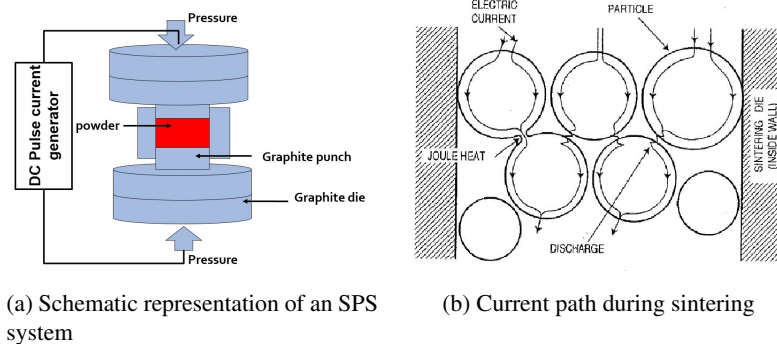 Pressure
DC Pulse current
generator
powder
Graphite punch
Graphite die
Pressure
ELECTRIC
CURRENT
PARTICLE
JOULE HEAT
DISCHARGE
SINTERING DIE
(INSIDE WALL)
(a) Schematic representation of an SPS
system
(b) Current path during sintering